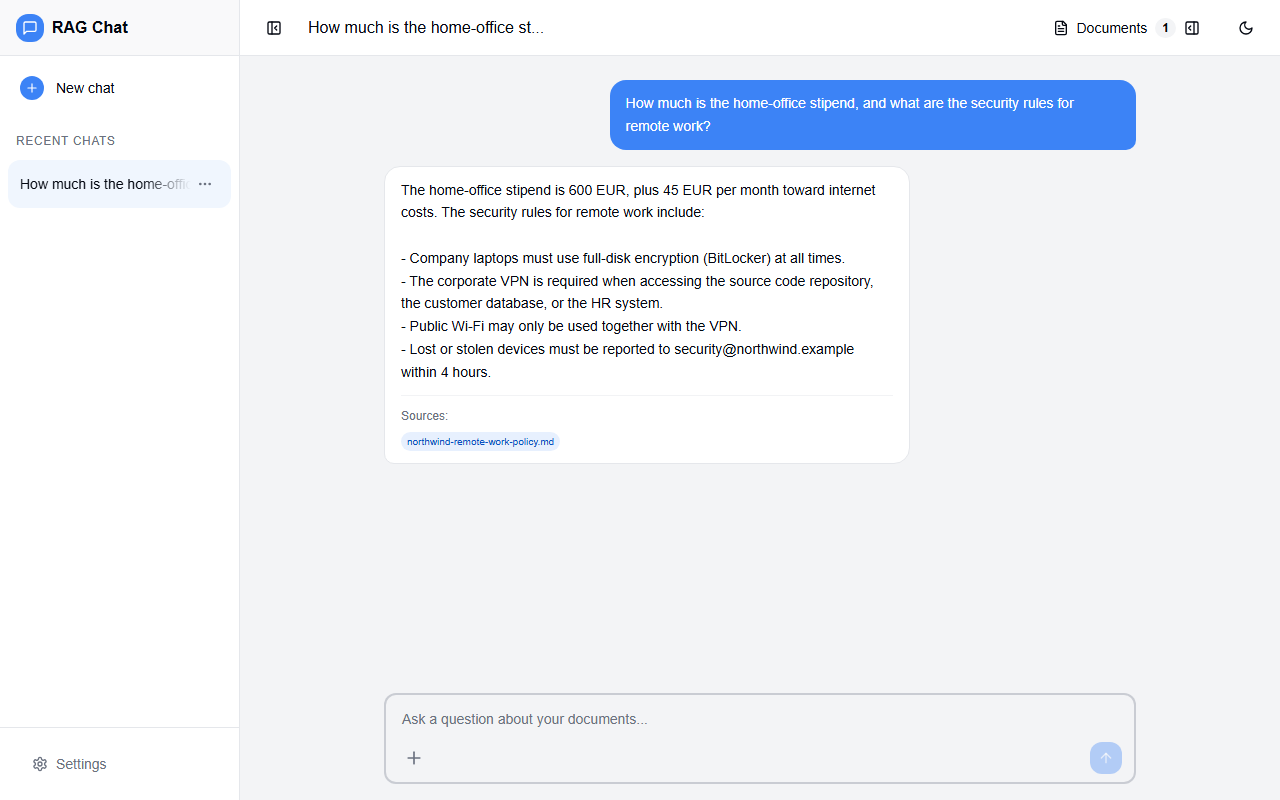 RAG Chat
How much is the home-office st...
Documents 1
New chat
RECENT CHATS
How much is the home-offic
How much is the home-office stipend, and what are the security rules for
remote work?
The home-office stipend is 600 EUR, plus 45 EUR per month toward internet
costs. The security rules for remote work include:
- Company laptops must use full-disk encryption (BitLocker) at all times.
- The corporate VPN is required when accessing the source code repository,
the customer database, or the HR system.
- Public Wi-Fi may only be used together with the VPN.
- Lost or stolen devices must be reported to security@northwind.example
within 4 hours.
Sources:
northwind-remote-work-policy.md
Ask a question about your documents...
Settings